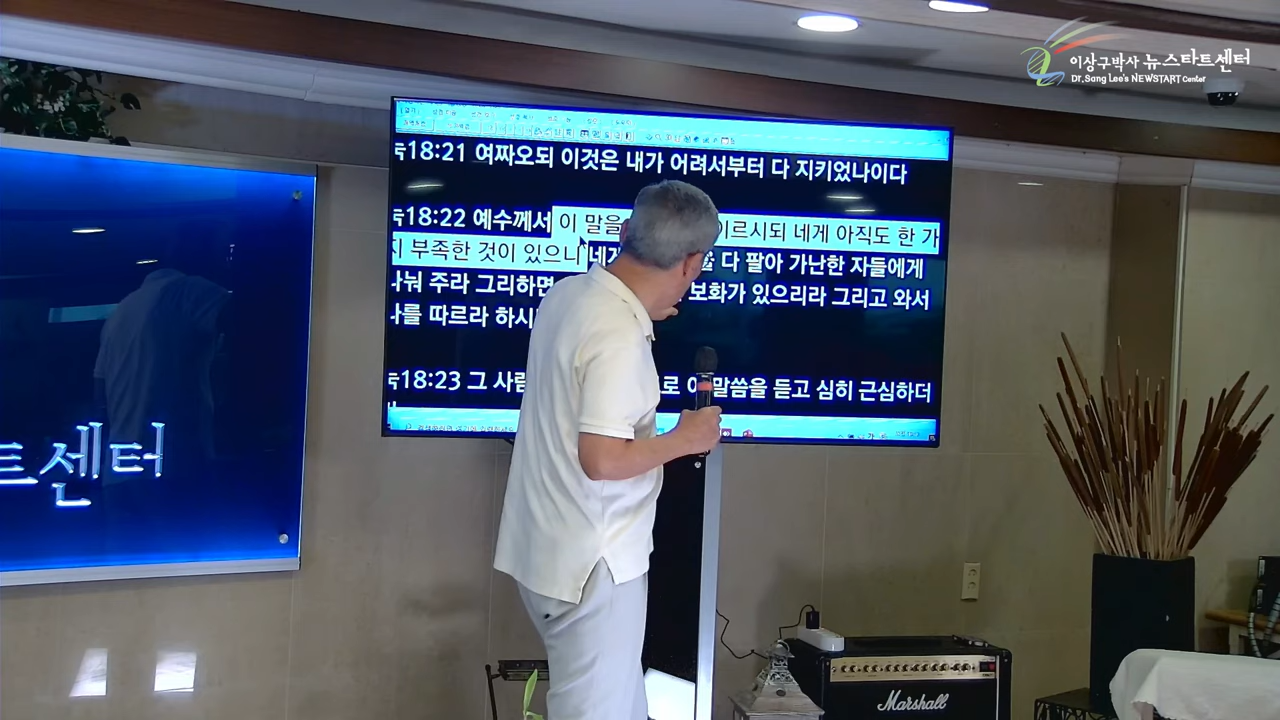 이상구박사 뉴스타트센터
Dr. Sang Lee's NEWSTART Center
18:21 여짜오되 이것은 내가 어려서부터 다 지키었나이다
18:22 예수께서 이 말을 이르시되 네게 아직도 한 가
지 부족한 것이 있으니 다 팔아 가난한 자들에게
나눠 주라 그리하면 보화가 있으리라 그리고 와서
나를 따르라
18:23 그 사람 로 말씀을 듣고 심히 근심하더
트센터
Marshall